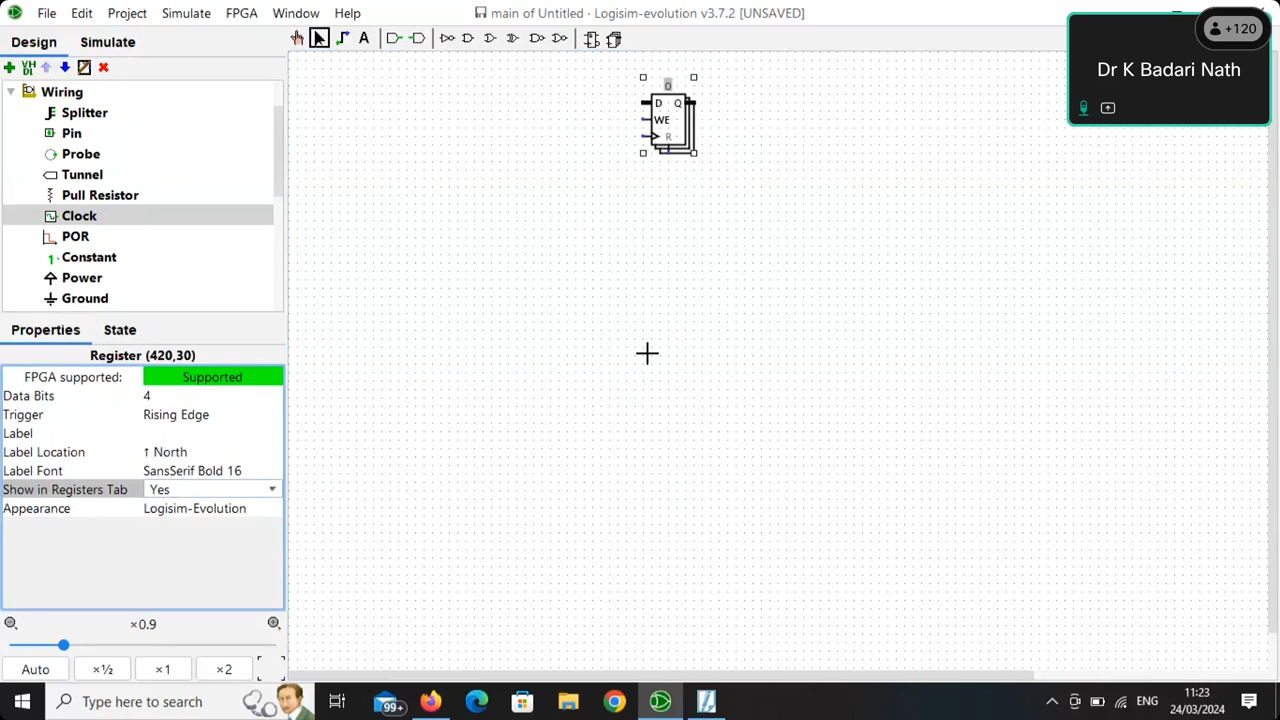 File Edit Project Simulate FPGA Window Help main of Untitled · Logisim-evolution v3.7.2 [UNSAVED]
+120
Dr K Badari Nath
Design Simulate
A
VH
DL
Wiring
Splitter
Pin
Probe
Tunnel
Pull Resistor
Clock
POR
1 Constant
Power
Ground
0
D Q
WE
R
Properties State
Register (420,30)
FPGA supported: Supported
Data Bits 4
Trigger Rising Edge
Label
Label Location ↑ North
Label Font SansSerif Bold 16
Show in Registers Tab Yes
Appearance Logisim-Evolution
×0.9
Auto ×½ ×1 ×2
Type here to search
99+
ENG
11:23
24/03/2024